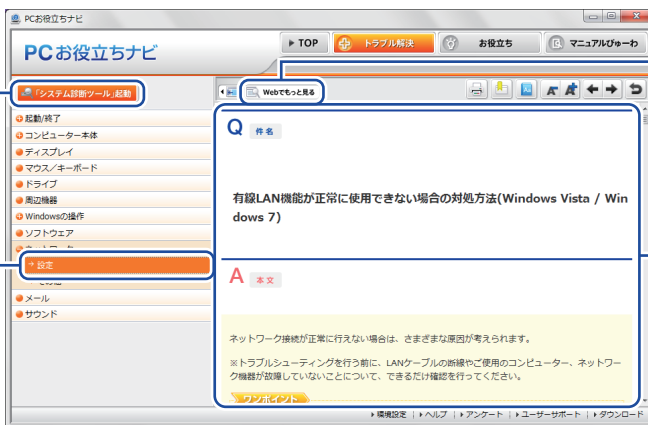 PCお役立ちナビ
PCお役立ちナビ
TOP
トラブル解決
お役立ち
マニュアルびゅーわ
「システム診断ツール」起動
Webでもっと見る
起動/終了
コンピューター本体
ディスプレイ
マウス/キーボード
ドライブ
周辺機器
Windowsの操作
ソフトウェア
設定
メール
サウンド
Q 件名
有線LAN機能が正常に使用できない場合の対処方法(Windows Vista / Win
dows 7)
A 本文
ネットワーク接続が正常に行えない場合は、さまざまな原因が考えられます。
※トラブルシューティングを行う前に、LANケーブルの断線やご使用のコンピューター、ネットワー
ク機器が故障していないことについて、できるだけ確認を行ってください。
ワンポイント
環境設定 | ヘルプ | アンケート | ユーザーサポート | ダウンロード